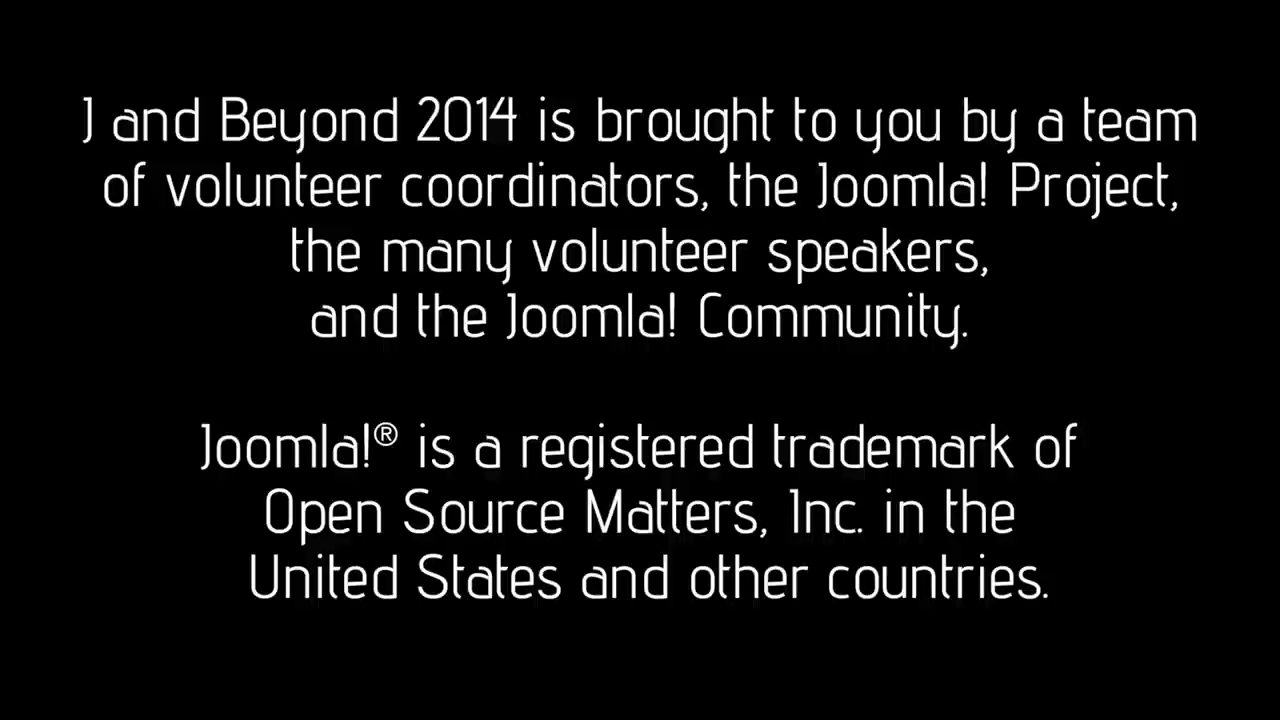 J and Beyond 2014 is brought to you by a team
of volunteer coordinators, the Joomla! Project,
the many volunteer speakers,
and the Joomla! Community.
Joomla!® is a registered trademark of
Open Source Matters, Inc. in the
United States and other countries.